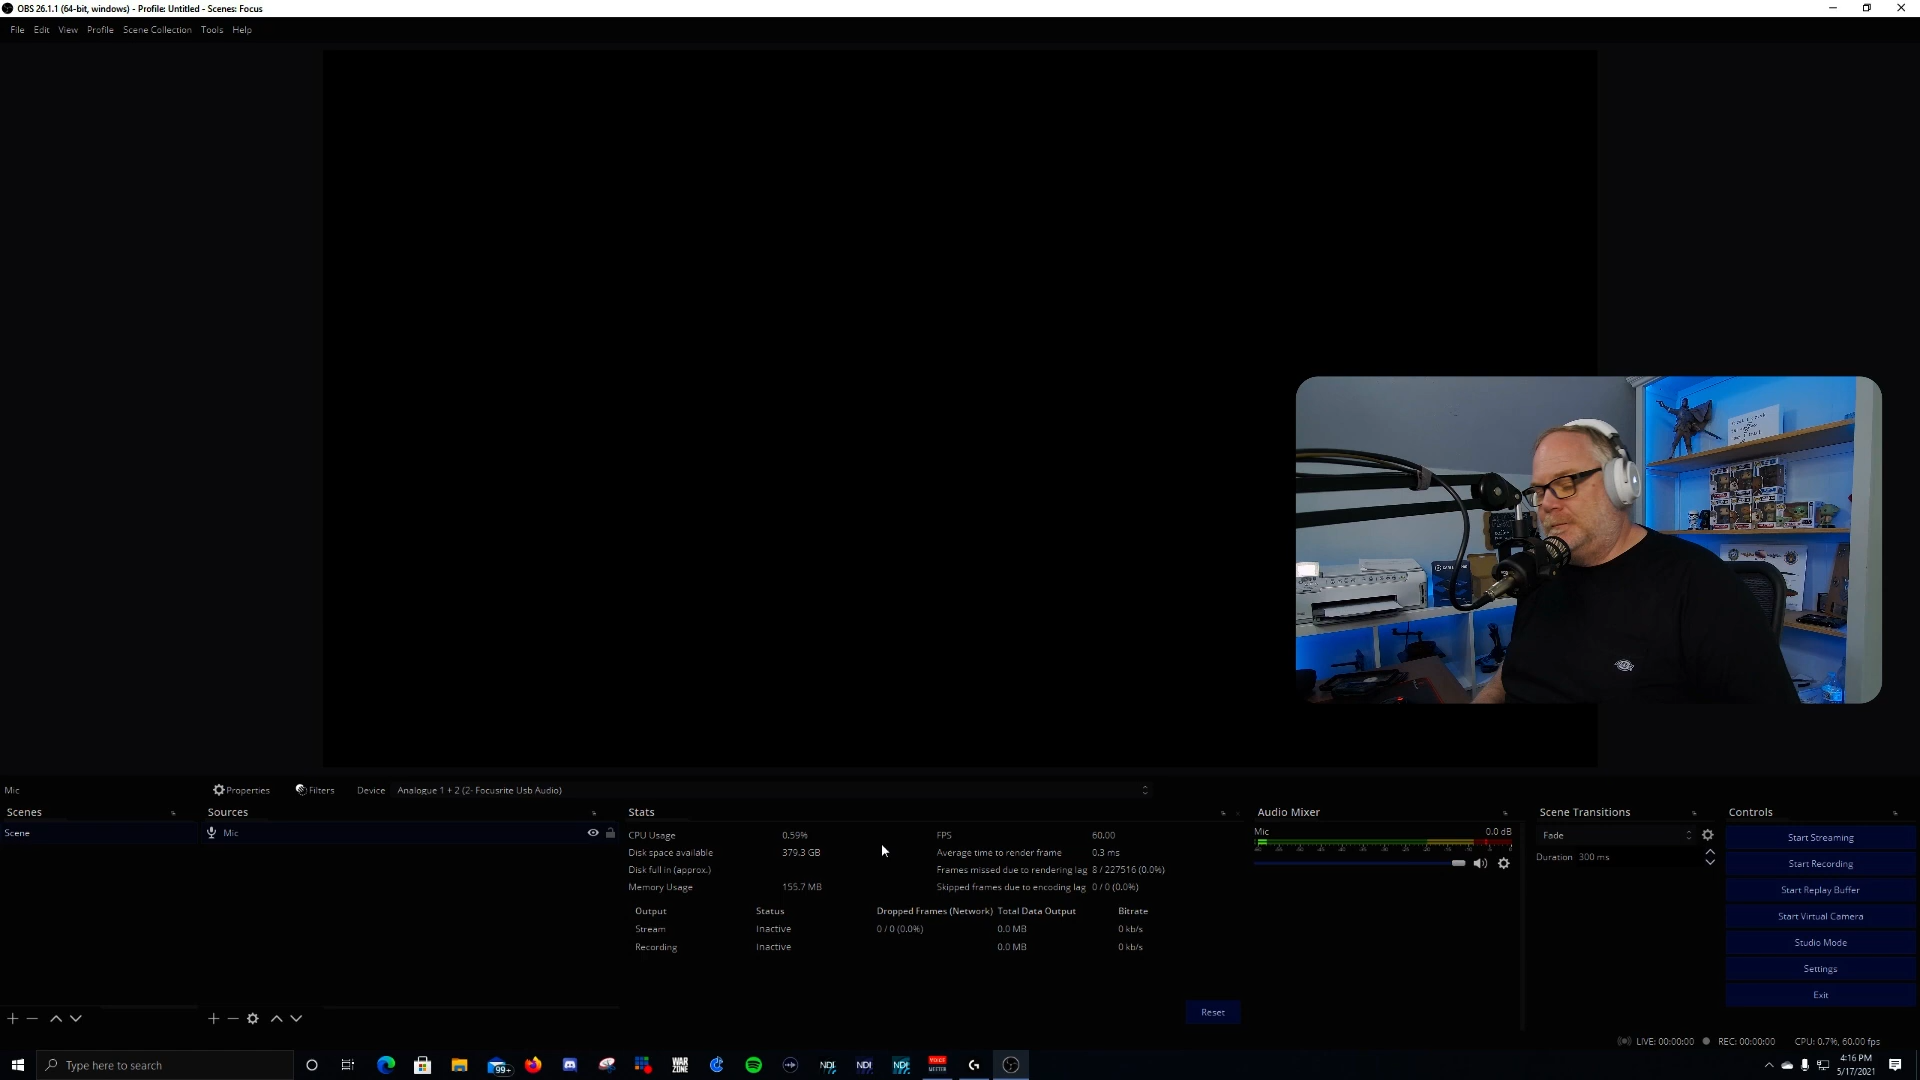 OBS 26.1.1 (64-bit, windows) - Profile: Untitled - Scenes: Focus
File Edit View Profile Scene Collection Tools Help
Mic Properties Filters Device Analogue 1 + 2 (2- Focusrite Usb Audio)
Scenes Sources Stats Audio Mixer Scene Transitions Controls
Scene
Mic
CPU Usage 0.59% FPS 60.00
Disk space available 379.3 GB Average time to render frame 0.3 ms
Disk full in (approx.) Frames missed due to rendering lag 8 / 227516 (0.0%)
Memory Usage 155.7 MB Skipped frames due to encoding lag 0 / 0 (0.0%)
Output Status Dropped Frames (Network) Total Data Output Bitrate
Stream Inactive 0 / 0 (0.0%) 0.0 MB 0 kb/s
Recording Inactive 0.0 MB 0 kb/s
Reset
Mic 0.0 dB
Fade
Duration 300 ms
Start Streaming
Start Recording
Start Replay Buffer
Start Virtual Camera
Studio Mode
Settings
Exit
LIVE: 00:00:00 REC: 00:00:00 CPU: 0.7%, 60.00 fps
Type here to search
99+
WAR ZONE
NDI
NDI
NDI
VOICE MEETER
4:16 PM
5/17/2021